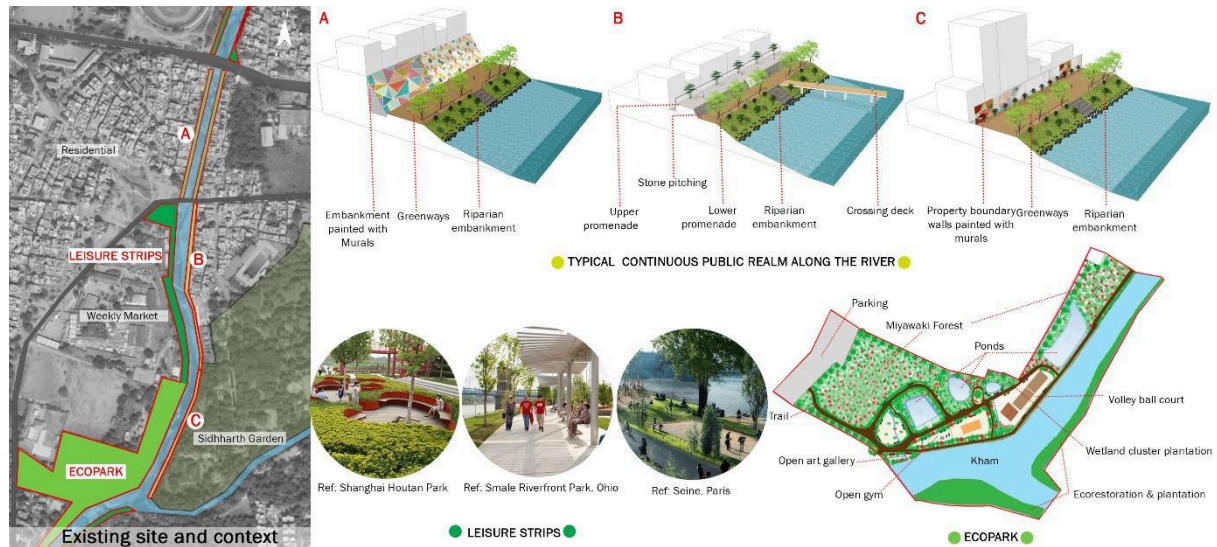 A
Residential
LEISURE STRIPS
B
Weekly Market
C
Sidhharth Garden
ECOPARK
Existing site and context
A
Embankment
painted with
Murals
Greenways
Riparian
embankment
B
Stone pitching
Upper
promenade
Lower
promenade
Riparian
embankment
Crossing deck
C
Property boundary
walls painted with
murals
Greenways
Riparian
embankment
TYPICAL CONTINUOUS PUBLIC REALM ALONG THE RIVER
Ref: Shanghai Houtan Park
Ref: Smale Riverfront Park, Ohio
Ref: Seine, Paris
LEISURE STRIPS
Parking
Miyawaki Forest
Ponds
Trail
Volley ball court
Wetland cluster plantation
Open art gallery
Kham
Open gym
Ecorestoration & plantation
ECOPARK